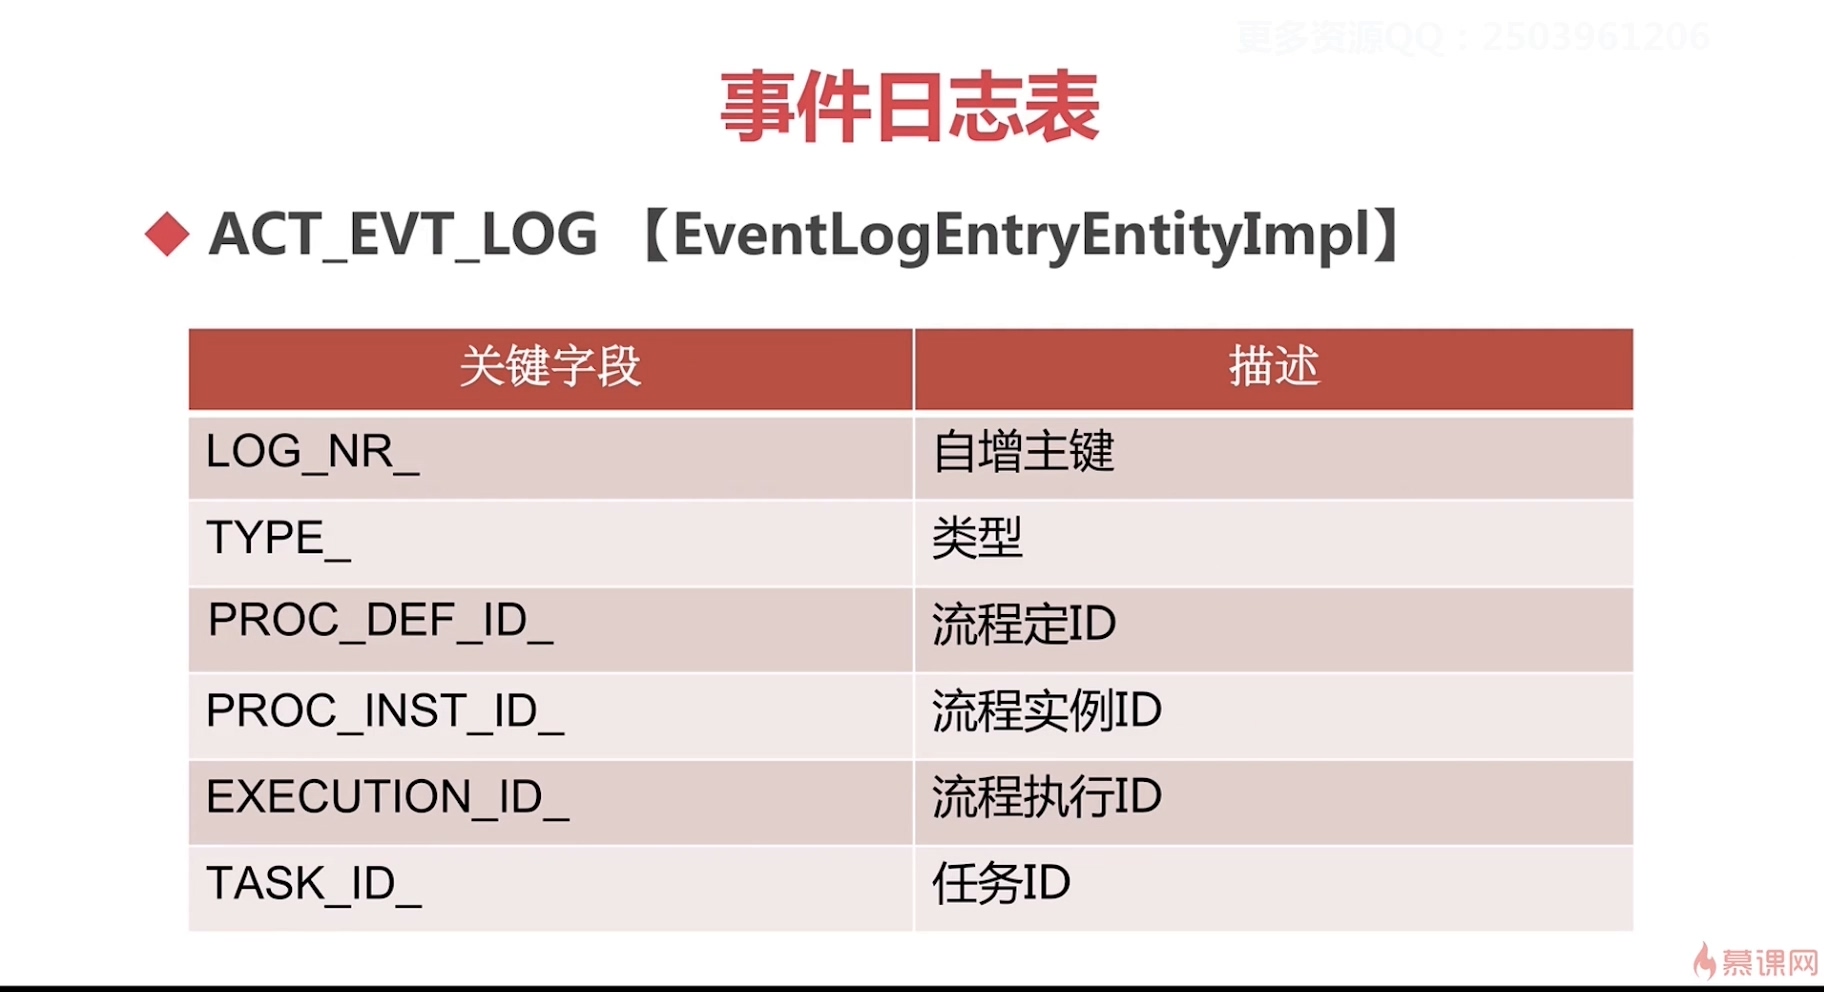 更多资源QQ：2503961206
事件日志表
ACT_EVT_LOG 【EventLogEntryEntityImpl】
关键字段 描述
LOG_NR_ 自增主键
TYPE_ 类型
PROC_DEF_ID_ 流程定ID
PROC_INST_ID_ 流程实例ID
EXECUTION_ID_ 流程执行ID
TASK_ID_ 任务ID
慕课网